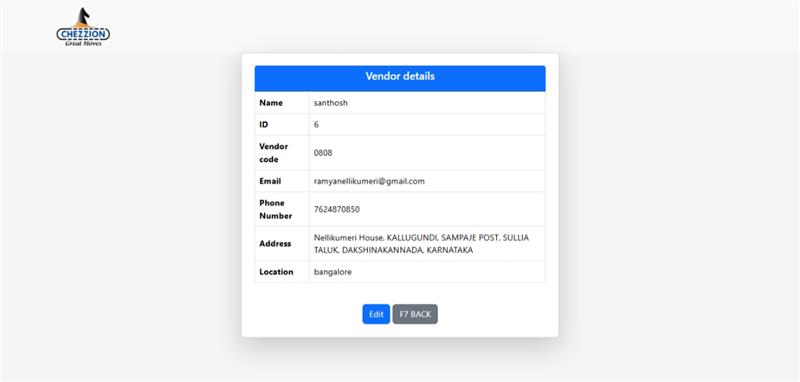 CHEZZION
Great Moves
Vendor details
Name santhosh
ID 6
Vendor code 0808
Email ramyanellikumeri@gmail.com
Phone Number 7624870850
Address Nellikumeri House, KALLUGUNDI, SAMPAJE POST, SULLIA
TALUK, DAKSHINAKANNADA, KARNATAKA
Location bangalore
Edit F7 BACK